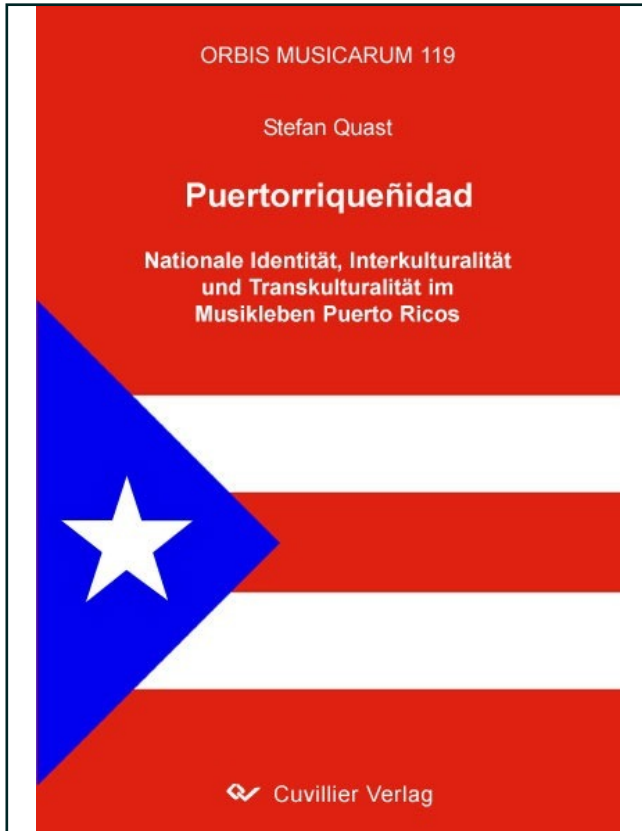 ORBIS MUSICARUM 119
Stefan Quast
Puertorriqueñidad
Nationale Identität, Interkulturalität
und Transkulturalität im
Musikleben Puerto Ricos
Cuvillier Verlag